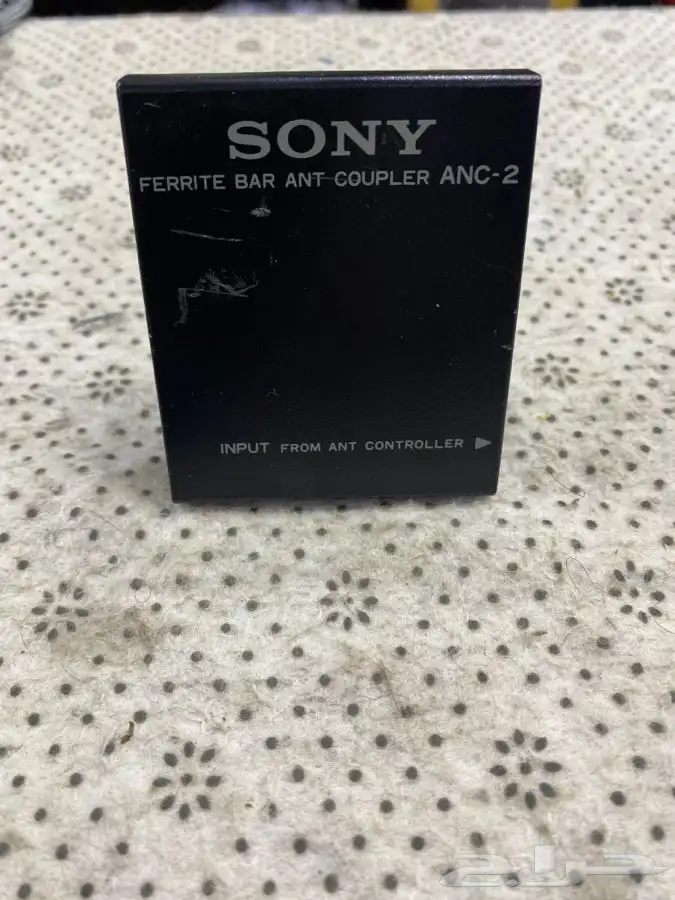 SONY
FERRITE BAR ANT COUPLER ANC-2
INPUT FROM ANT CONTROLLER ▶
حراج